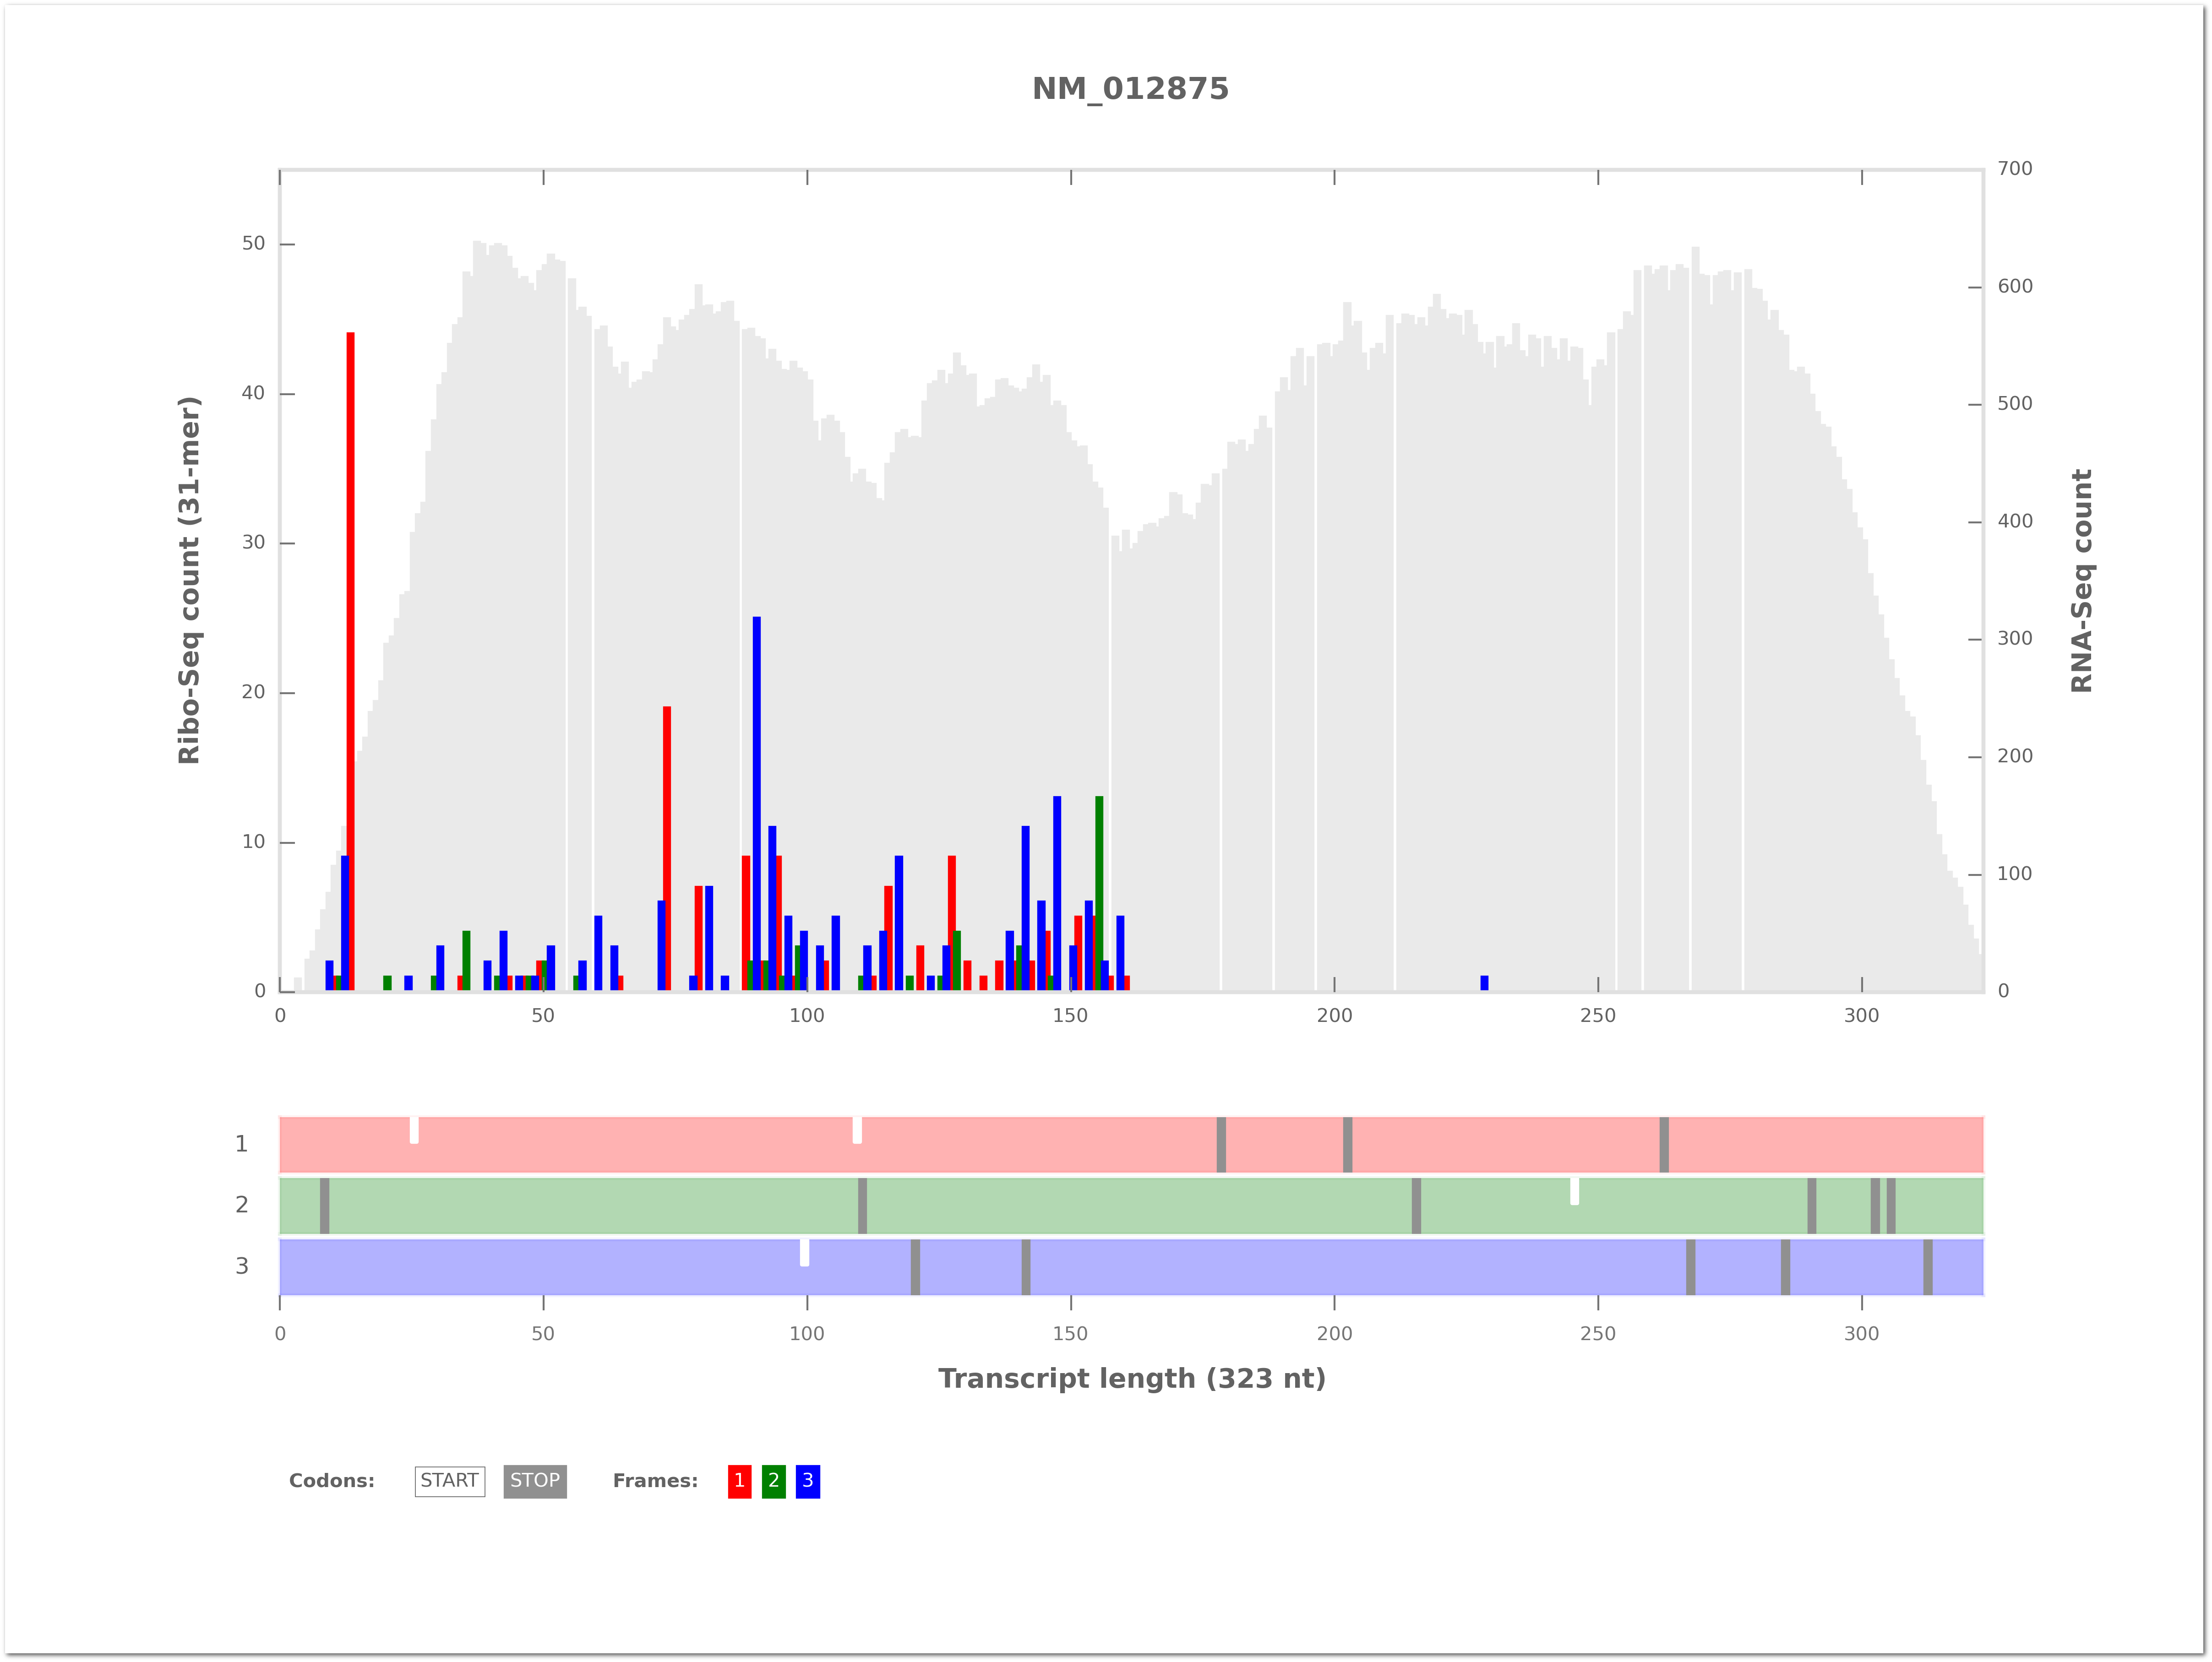 NM_012875
700
50
600
40
500
400
30
300
20
200
10
100
0
0
Ribo-Seq count (31-mer)
RNA-Seq count
0 50 100 150 200 250 300
1
2
3
0 50 100 150 200 250 300
Transcript length (323 nt)
Codons: START STOP Frames: 1 2 3